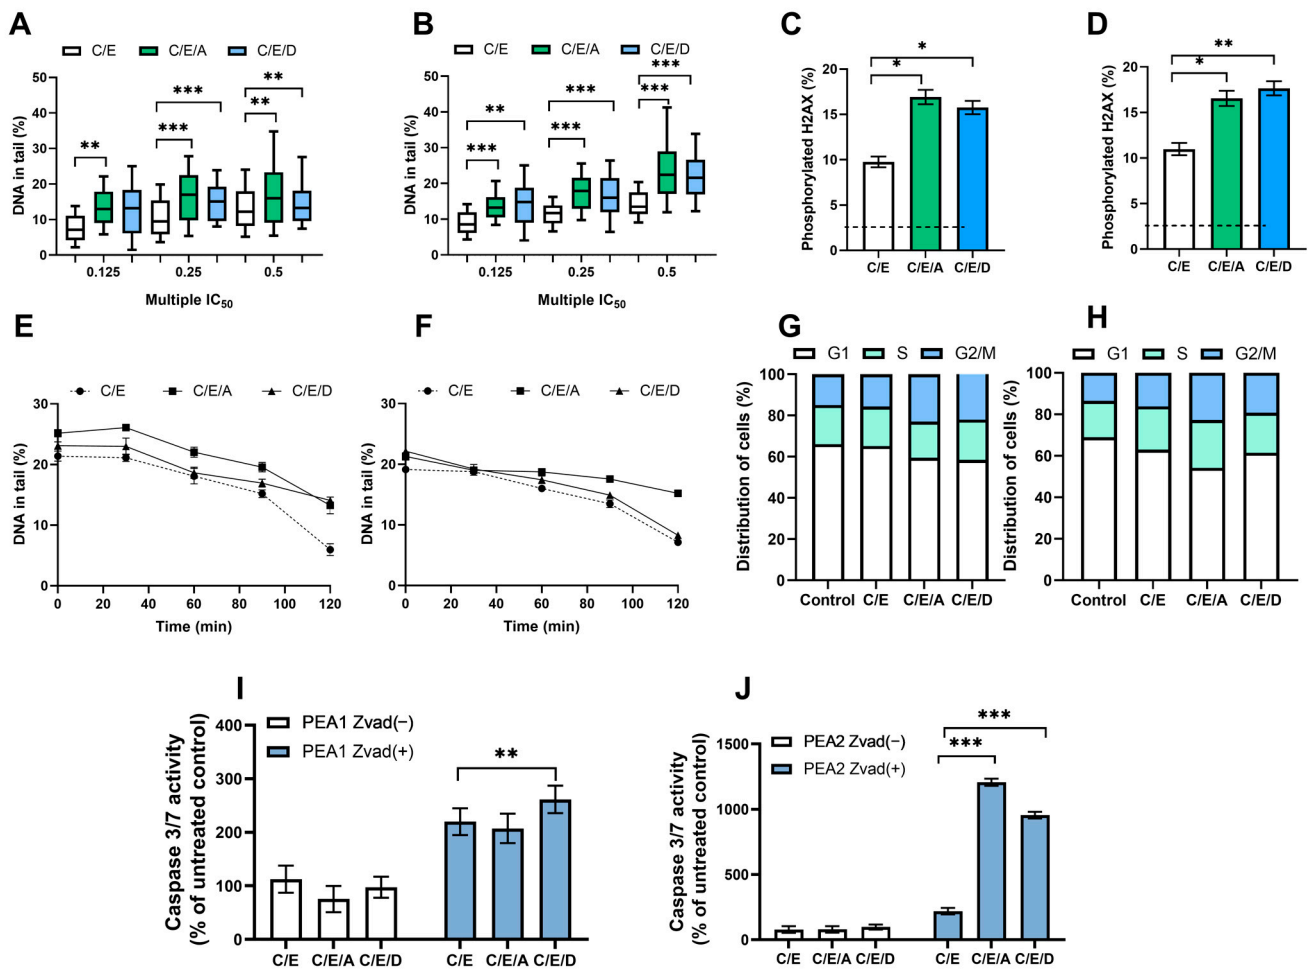 A
C/E C/E/A C/E/D
DNA in tail (%)
50
40
30
20
10
0
** *** *** ** **
0.125 0.25 0.5
Multiple IC50
B
C/E C/E/A C/E/D
DNA in tail (%)
50
40
30
20
10
0
*** ** *** *** *** ***
0.125 0.25 0.5
Multiple IC50
C
Phosphorylated H2AX (%)
20
15
10
5
0
*
*
C/E C/E/A C/E/D
D
Phosphorylated H2AX (%)
20
15
10
5
0
**
*
C/E C/E/A C/E/D
E
C/E C/E/A C/E/D
DNA in tail (%)
30
20
10
0
0 20 40 60 80 100 120
Time (min)
F
C/E C/E/A C/E/D
DNA in tail (%)
30
20
10
0
0 20 40 60 80 100 120
Time (min)
G
G1 S G2/M
Distribution of cells (%)
100
80
60
40
20
0
Control C/E C/E/A C/E/D
H
G1 S G2/M
Distribution of cells (%)
100
80
60
40
20
0
Control C/E C/E/A C/E/D
I
PEA1 Zvad(−)
PEA1 Zvad(+)
Caspase 3/7 activity
(% of untreated control)
400
300
200
100
0
**
C/E C/E/A C/E/D C/E C/E/A C/E/D
J
PEA2 Zvad(−)
PEA2 Zvad(+)
Caspase 3/7 activity
(% of untreated control)
1500
1000
500
0
***
***
C/E C/E/A C/E/D C/E C/E/A C/E/D